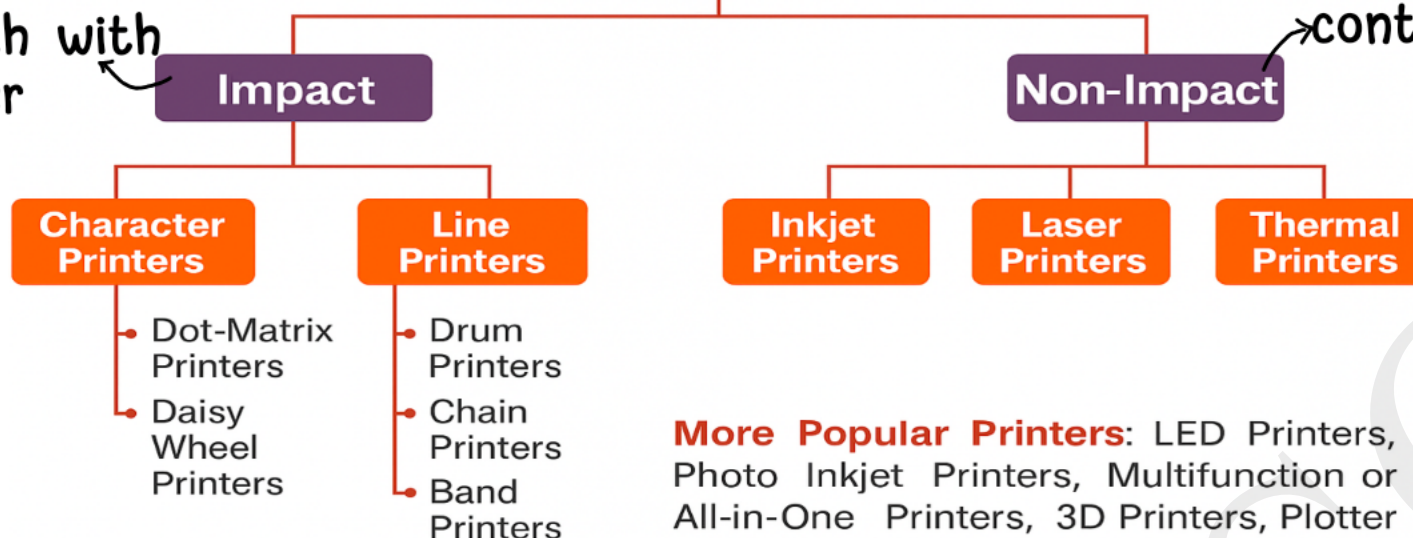 h with
r
cont
Impact
Non-Impact
Character
Printers
Line
Printers
Inkjet
Printers
Laser
Printers
Thermal
Printers
Dot-Matrix
Printers
Daisy
Wheel
Printers
Drum
Printers
Chain
Printers
Band
Printers
More Popular Printers: LED Printers,
Photo Inkjet Printers, Multifunction or
All-in-One Printers, 3D Printers, Plotter